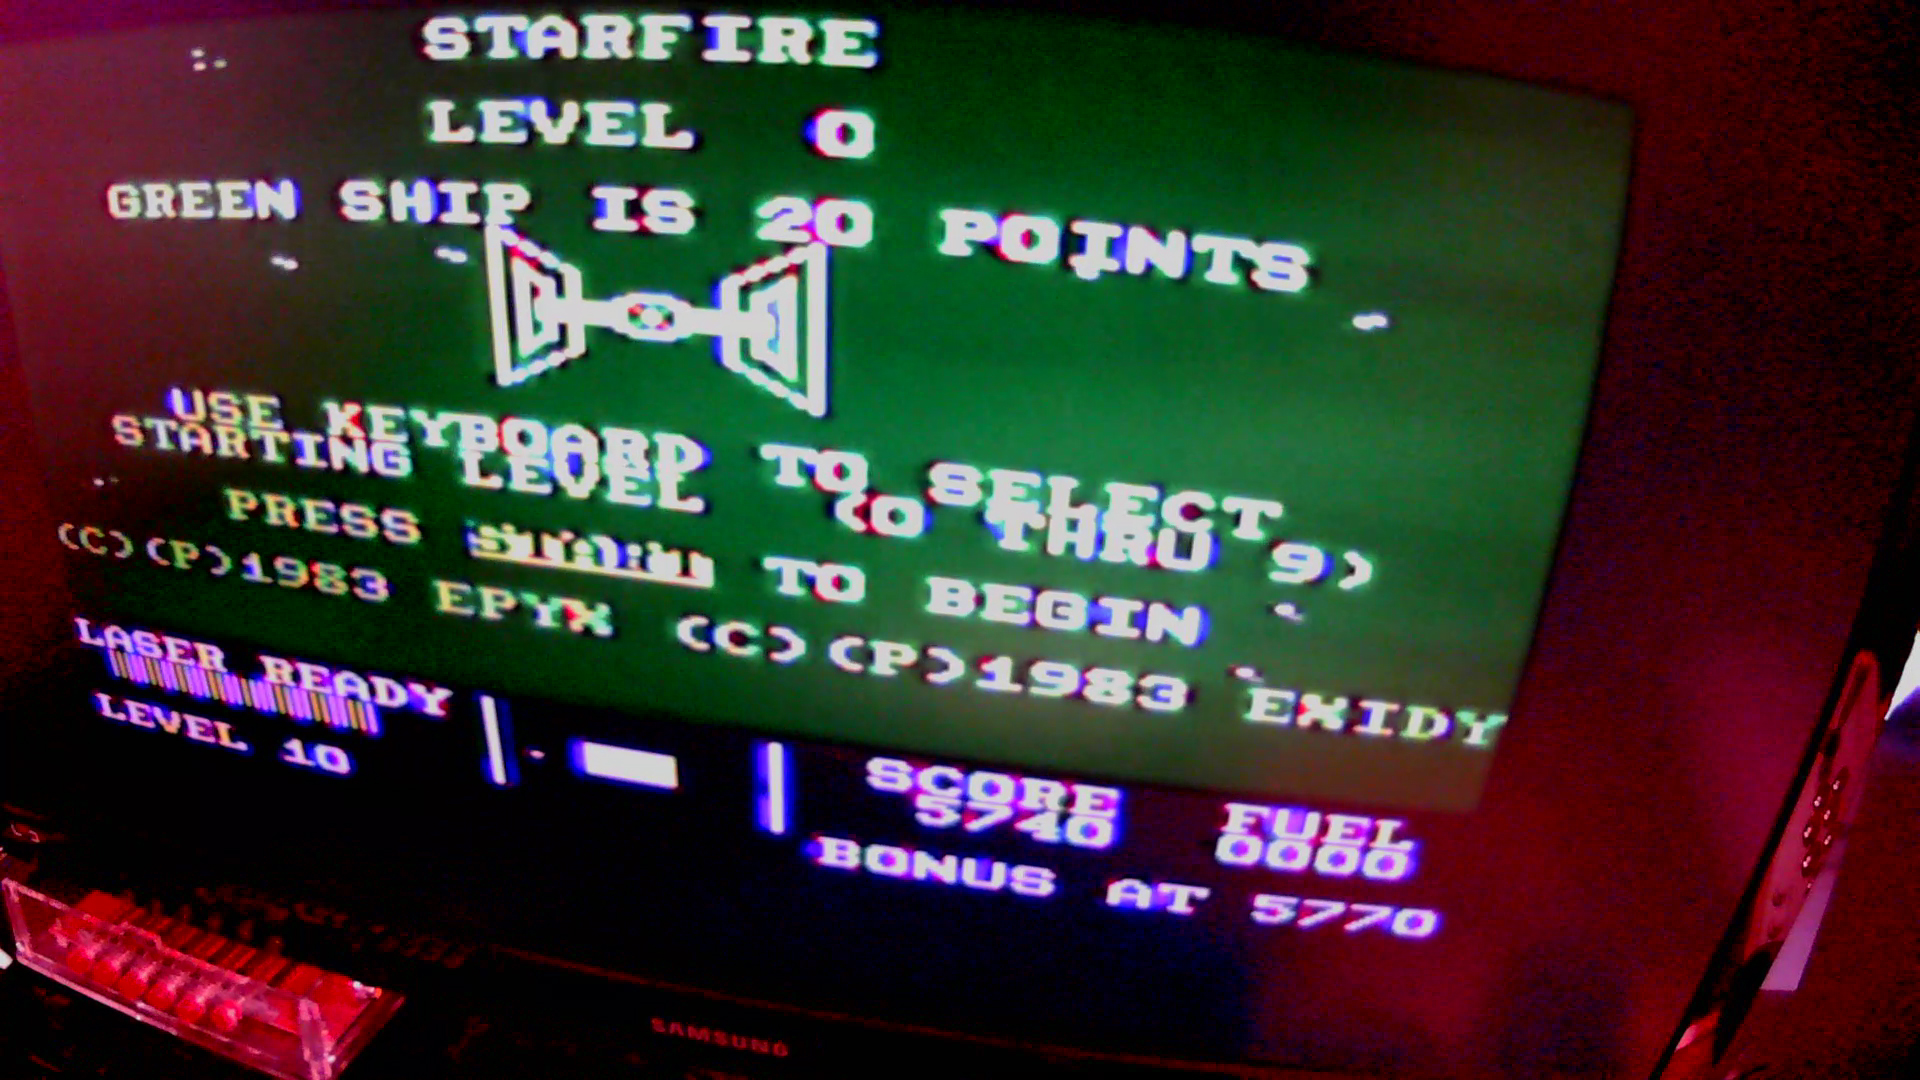 STARFIRE
LEVEL 0
GREEN SHIP IS 20 POINTS
USE KEYBOARD TO SELECT
STARTING LEVEL <0 THRU 9>
PRESS TO BEGIN
(C)(P)1983 EPYX (C)(P)1983 EXIDY
LASER READY
LEVEL 10
SCORE FUEL
5740 0000
BONUS AT 5770
SAMSUNG